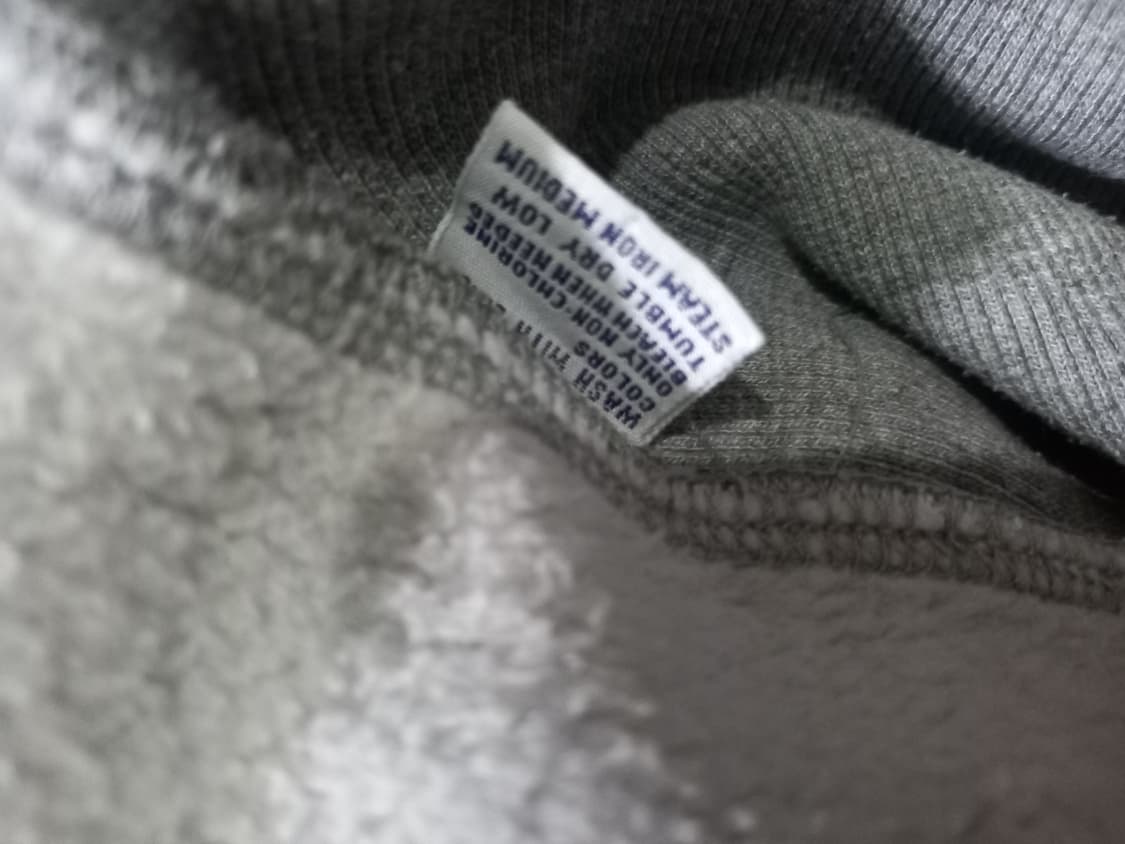 WASH WITH
COLORS
ONLY NON-CHLORINE
BLEACH WHEN NEEDED
TUMBLE DRY LOW
STEAM IRON MEDIUM